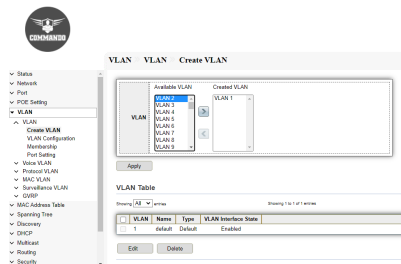 COMMANDO
VLAN VLAN Create VLAN
Status
Network
Port
POE Setting
VLAN
VLAN
Create VLAN
VLAN Configuration
Membership
Port Setting
Voice VLAN
Protocol VLAN
MAC VLAN
Surveillance VLAN
GVRP
MAC Address Table
Spanning Tree
Discovery
DHCP
Multicast
Routing
Security
Available VLAN Created VLAN
VLAN
VLAN 2
VLAN 3
VLAN 4
VLAN 5
VLAN 6
VLAN 7
VLAN 8
VLAN 9
VLAN 1
Apply
VLAN Table
Showing All entries Showing 1 to 1 of 1 entries
VLAN Name Type VLAN Interface State
1 default Default Enabled
Edit Delete